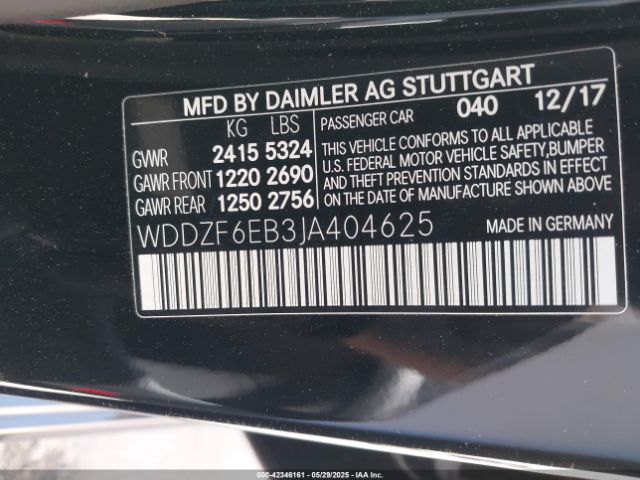 MFD BY DAIMLER AG STUTTGART
KG LBS
GVWR 2415 5324
GAWR FRONT 1220 2690
GAWR REAR 1250 2756
PASSENGER CAR 040 12/17
THIS VEHICLE CONFORMS TO ALL APPLICABLE
U.S. FEDERAL MOTOR VEHICLE SAFETY,BUMPER
AND THEFT PREVENTION STANDARDS IN EFFECT
ON THE DATE OF MANUFACTURE SHOWN ABOVE
WDDZF6EB3JA404625 MADE IN GERMANY
000-42346161 — 05/29/2025 — IAA Inc.